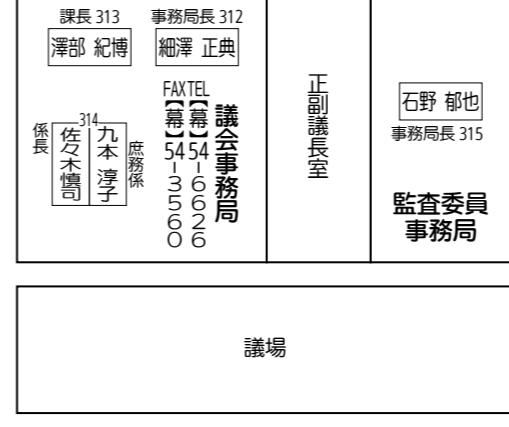 課長 313
澤部 紀博
事務局長 312
細澤 正典
314
係長
佐々木慎司
九本 淳子
庶務係
議会事務局
TEL【幕】54-6626
FAX【幕】54-3560
正副議長室
石野 郁也
事務局長 315
監査委員
事務局
議場